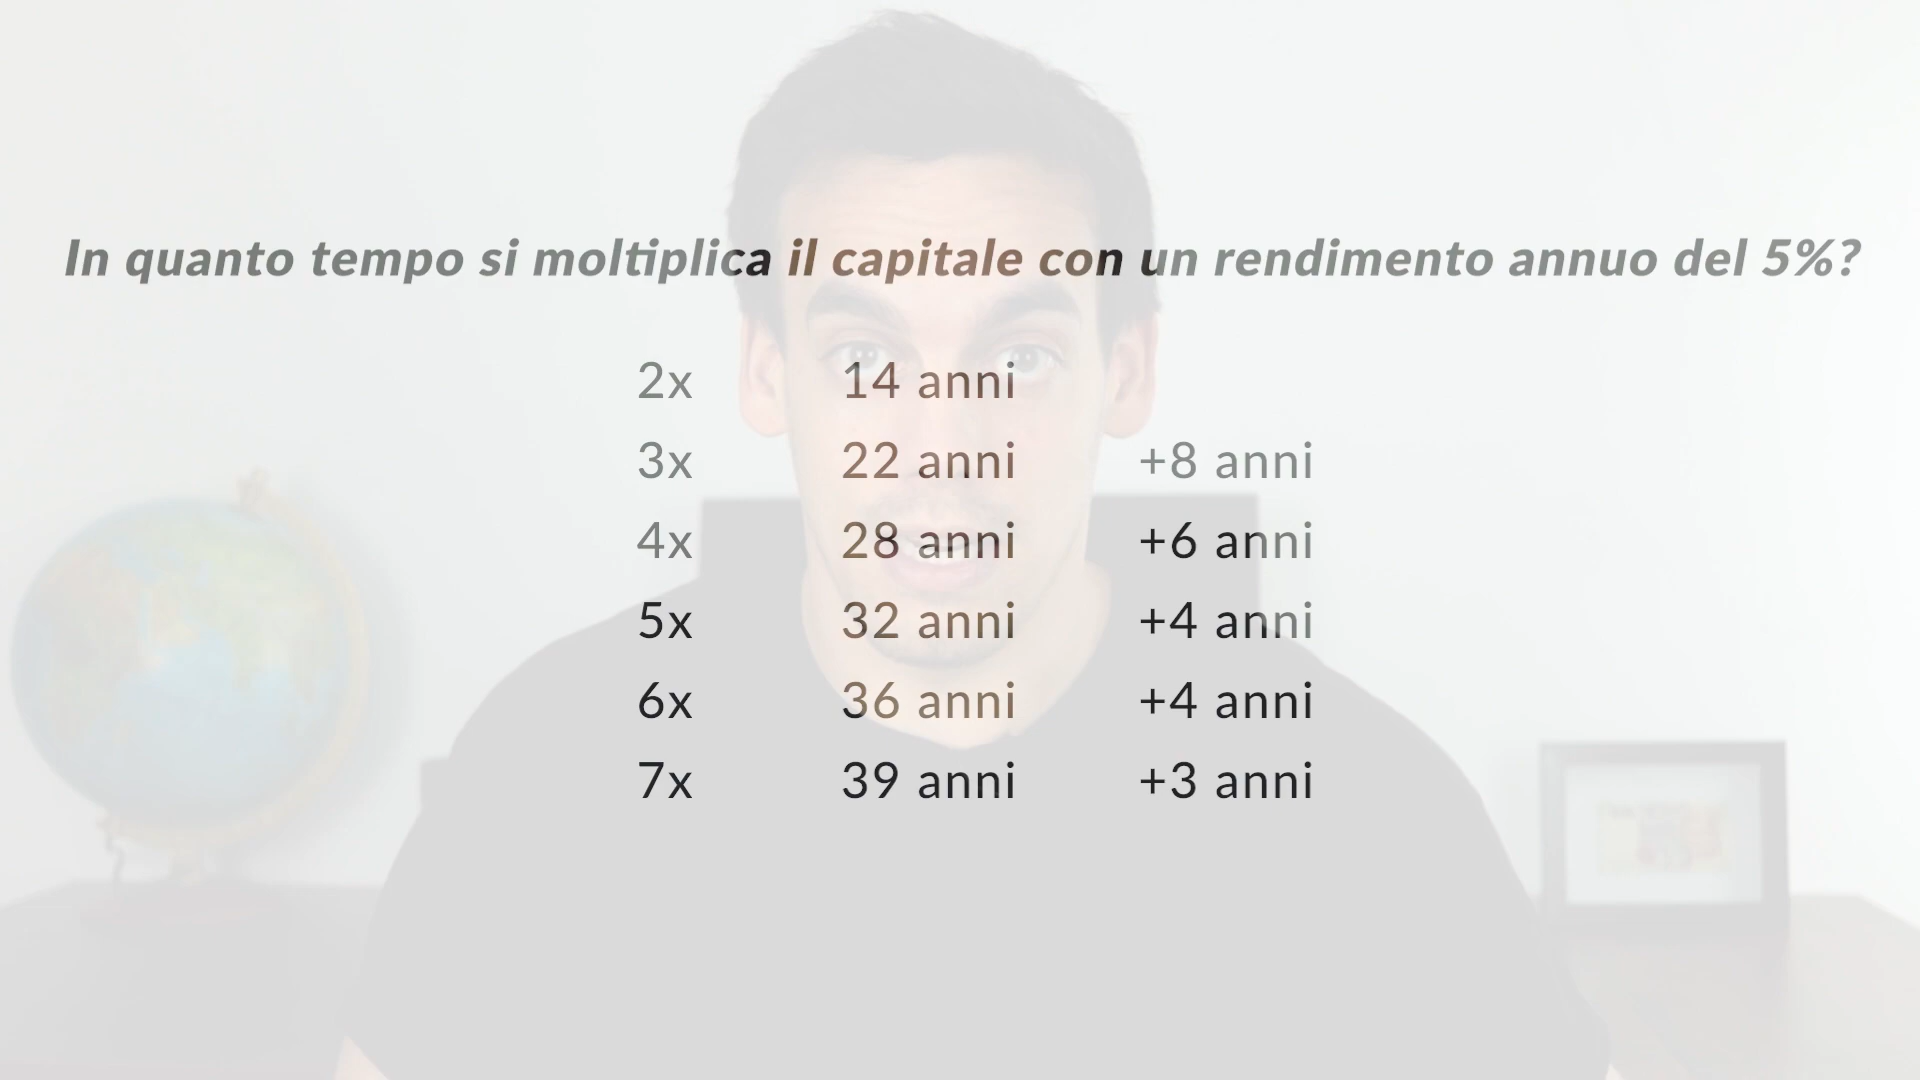 In quanto tempo si moltiplica il capitale con un rendimento annuo del 5%?
2x 14 anni
3x 22 anni +8 anni
4x 28 anni +6 anni
5x 32 anni +4 anni
6x 36 anni +4 anni
7x 39 anni +3 anni